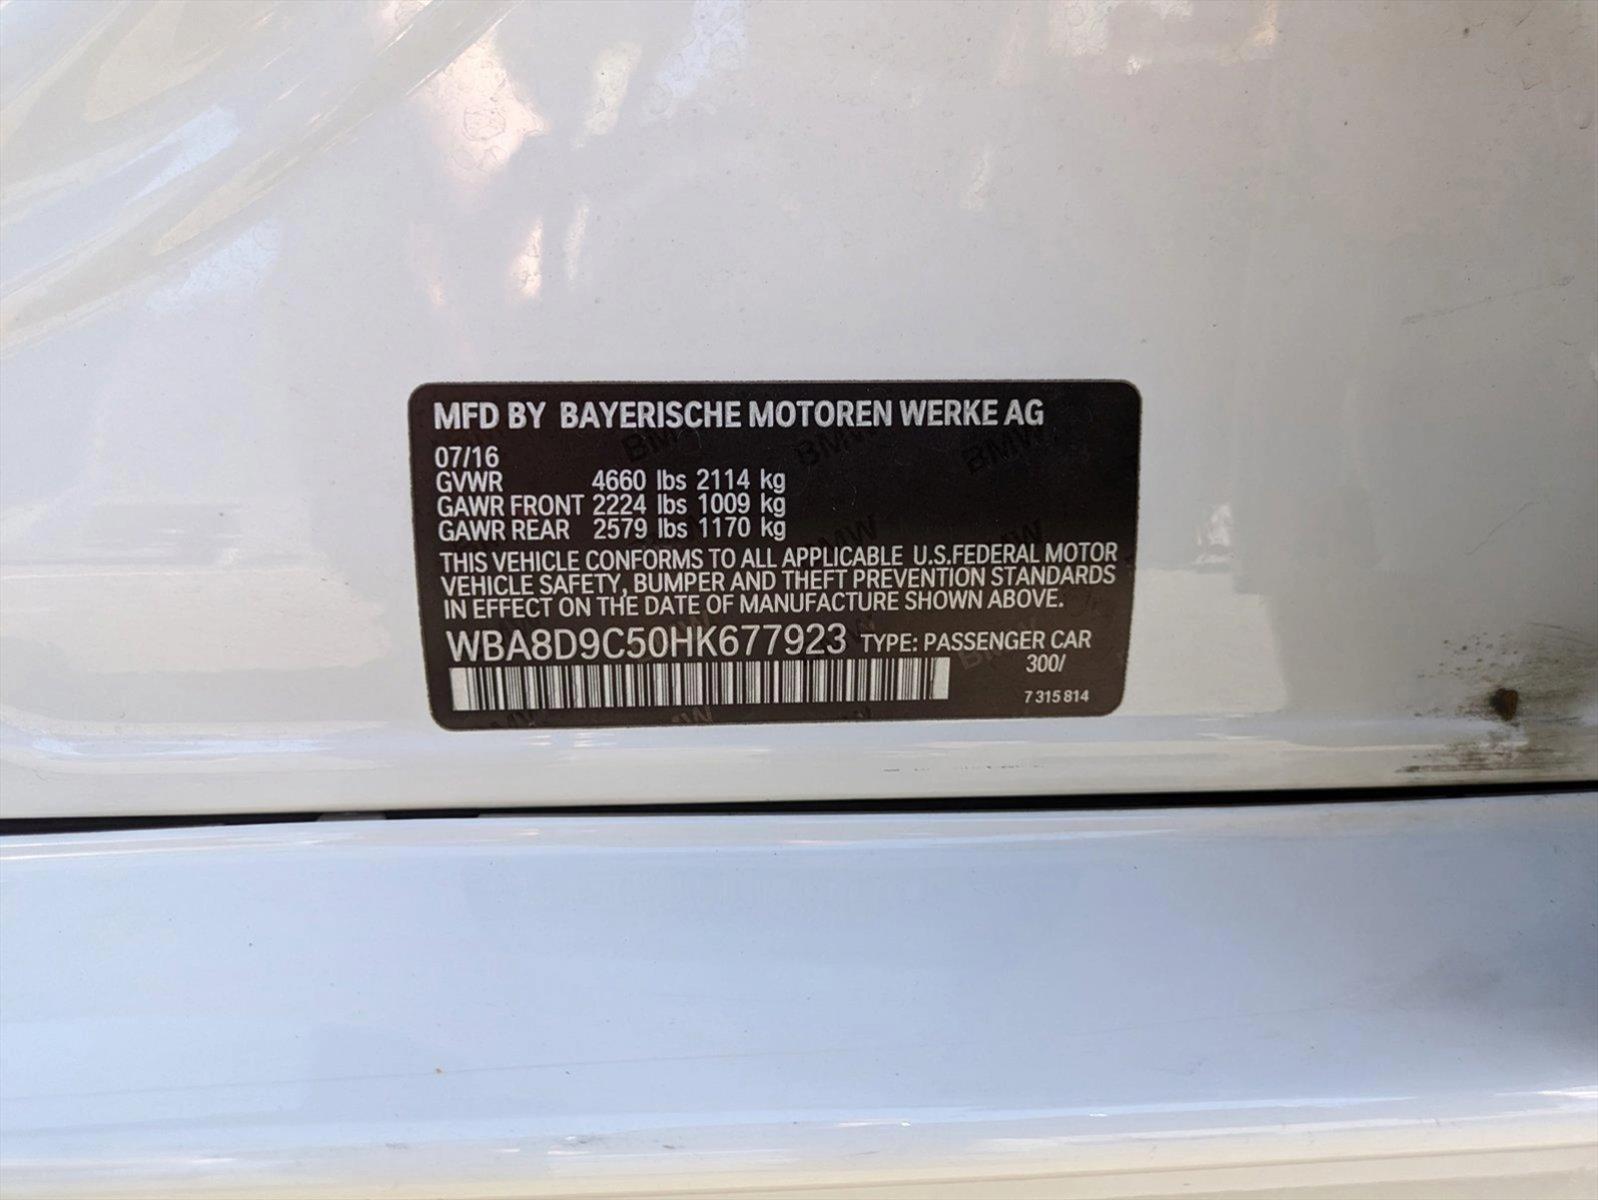 MFD BY BAYERISCHE MOTOREN WERKE AG
07/16
GVWR 4660 lbs 2114 kg
GAWR FRONT 2224 lbs 1009 kg
GAWR REAR 2579 lbs 1170 kg
THIS VEHICLE CONFORMS TO ALL APPLICABLE U.S.FEDERAL MOTOR
VEHICLE SAFETY, BUMPER AND THEFT PREVENTION STANDARDS
IN EFFECT ON THE DATE OF MANUFACTURE SHOWN ABOVE.
WBA8D9C50HK677923 TYPE: PASSENGER CAR
300/
7 315 814